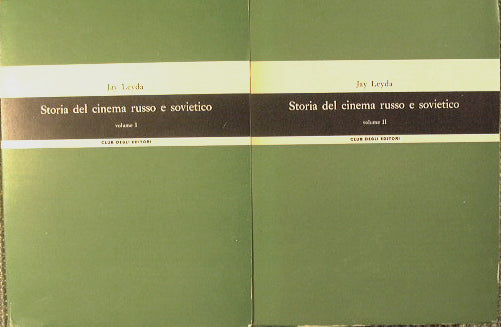 Jay Leyda
Storia del cinema russo e sovietico
volume I
CLUB DEGLI EDITORI
Jay Leyda
Storia del cinema russo e sovietico
volume II
CLUB DEGLI EDITORI